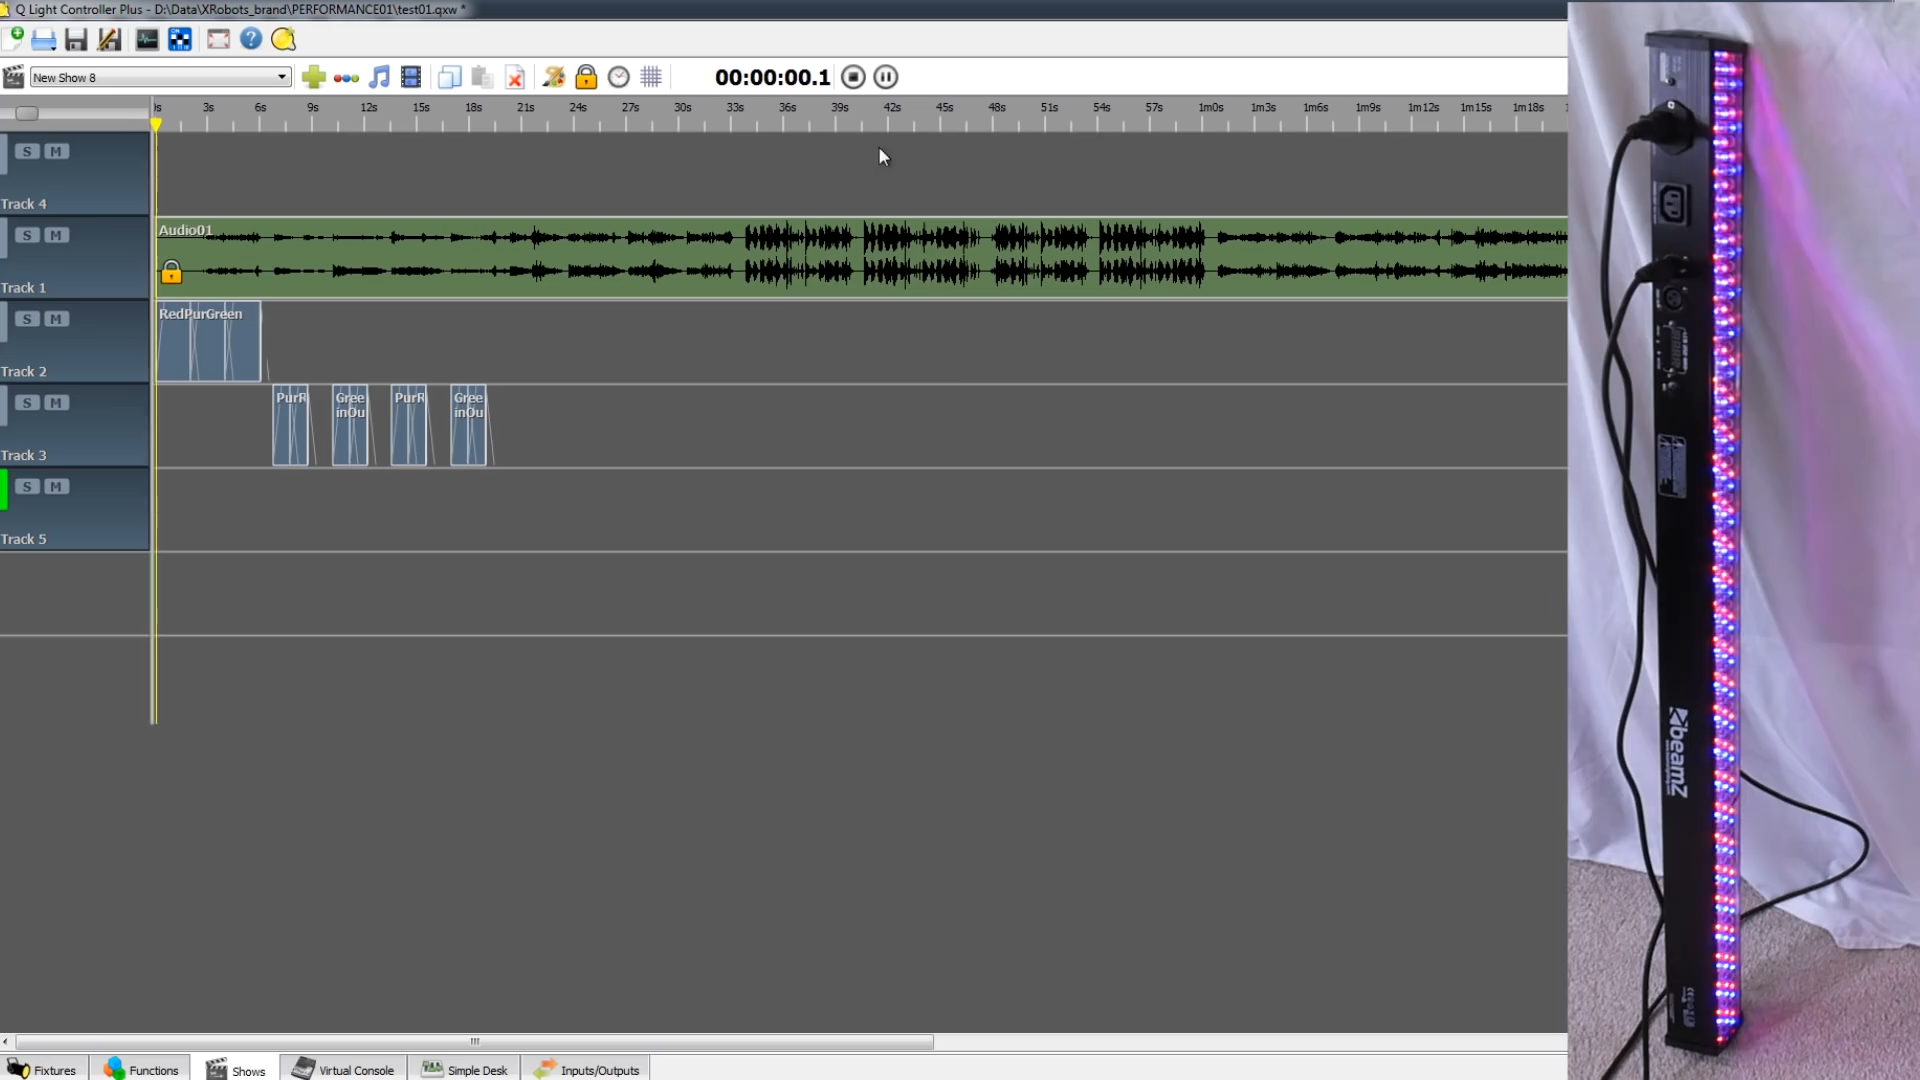 Q Light Controller Plus - D:\Data\XRobots_brand\PERFORMANCE01\test01.qxw *
New Show 8
00:00:00.1
0s 3s 6s 9s 12s 15s 18s 21s 24s 27s 30s 33s 36s 39s 42s 45s 48s 51s 54s 57s 1m0s 1m3s 1m6s 1m9s 1m12s 1m15s 1m18s
S M
Track 4
S M
Audio01
Track 1
S M
RedPurGreen
Track 2
S M
PurR Gree PurR Gree
inOu inOu
Track 3
S M
Track 5
Fixtures Functions Shows Virtual Console Simple Desk Inputs/Outputs
beamZ